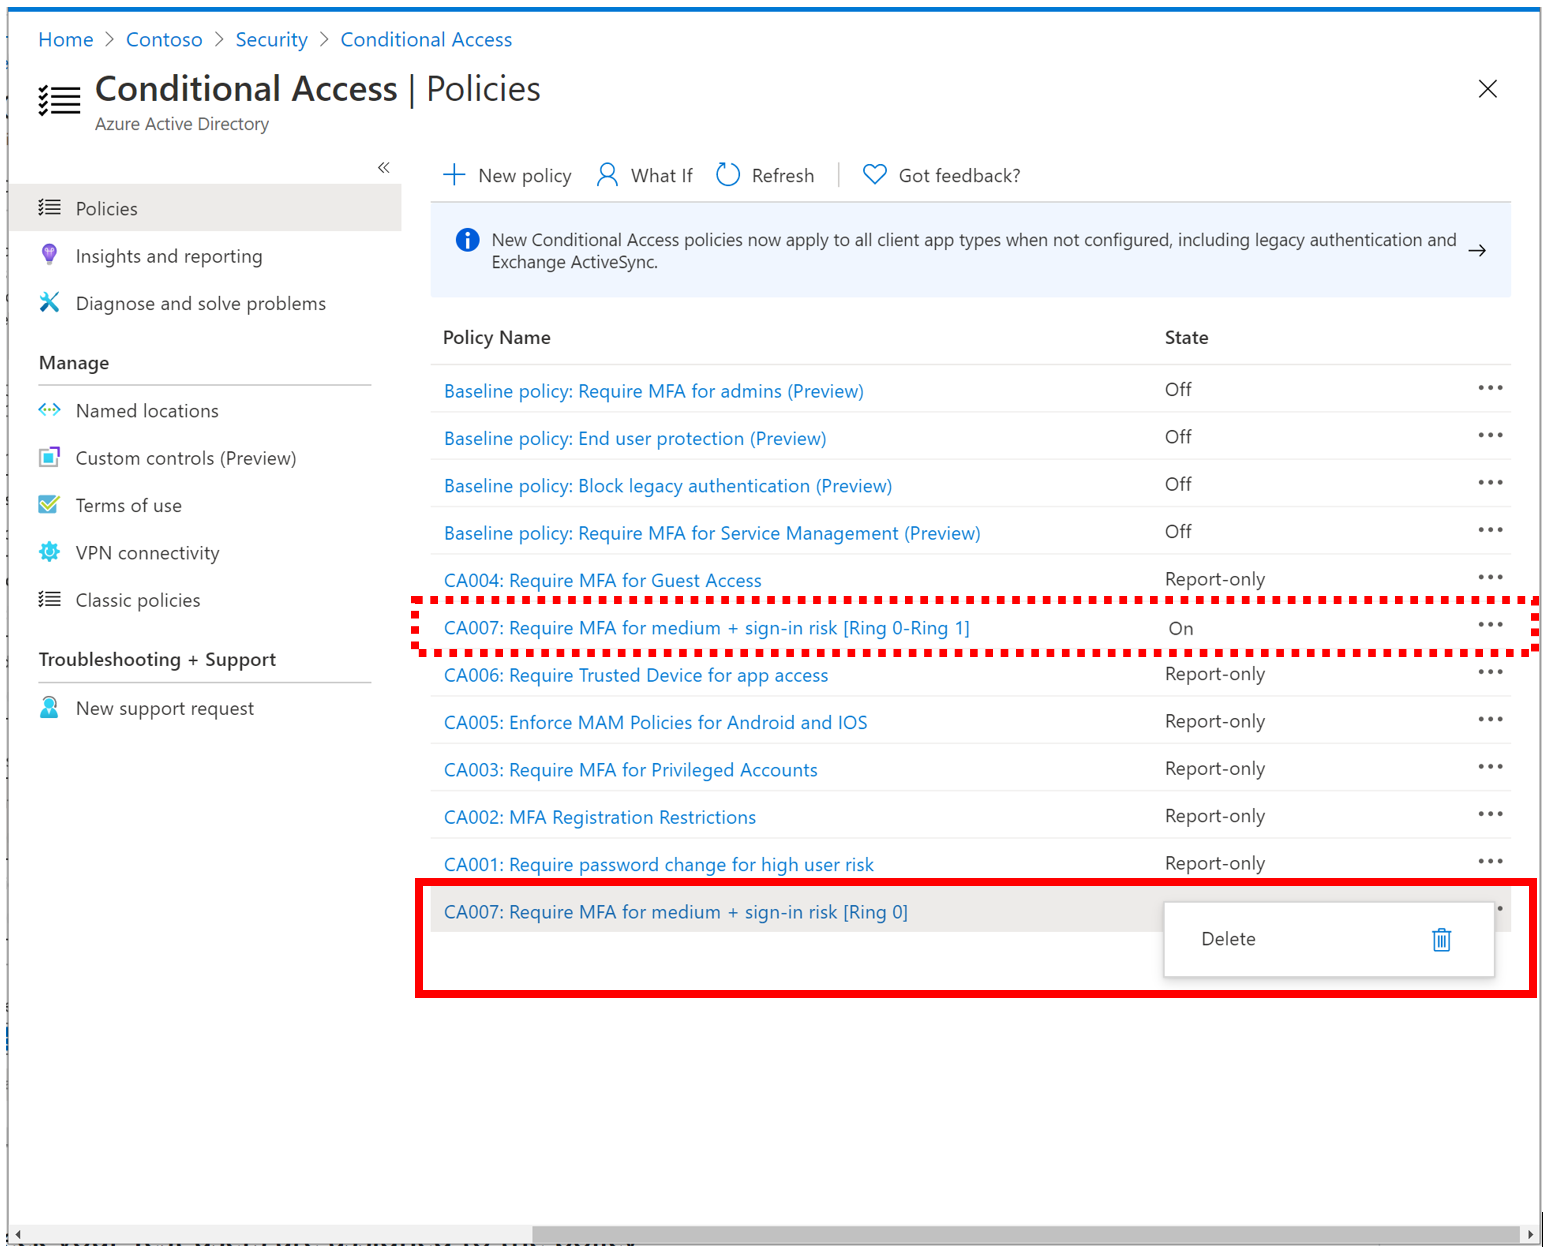 Home > Contoso > Security > Conditional Access
Conditional Access | Policies
Azure Active Directory
«
New policy What If Refresh Got feedback?
Policies
Insights and reporting
Diagnose and solve problems
Manage
Named locations
Custom controls (Preview)
Terms of use
VPN connectivity
Classic policies
Troubleshooting + Support
New support request
New Conditional Access policies now apply to all client app types when not configured, including legacy authentication and
Exchange ActiveSync.
Policy Name State
Baseline policy: Require MFA for admins (Preview) Off
Baseline policy: End user protection (Preview) Off
Baseline policy: Block legacy authentication (Preview) Off
Baseline policy: Require MFA for Service Management (Preview) Off
CA004: Require MFA for Guest Access Report-only
CA007: Require MFA for medium + sign-in risk [Ring 0-Ring 1] On
CA006: Require Trusted Device for app access Report-only
CA005: Enforce MAM Policies for Android and IOS Report-only
CA003: Require MFA for Privileged Accounts Report-only
CA002: MFA Registration Restrictions Report-only
CA001: Require password change for high user risk Report-only
CA007: Require MFA for medium + sign-in risk [Ring 0]
Delete